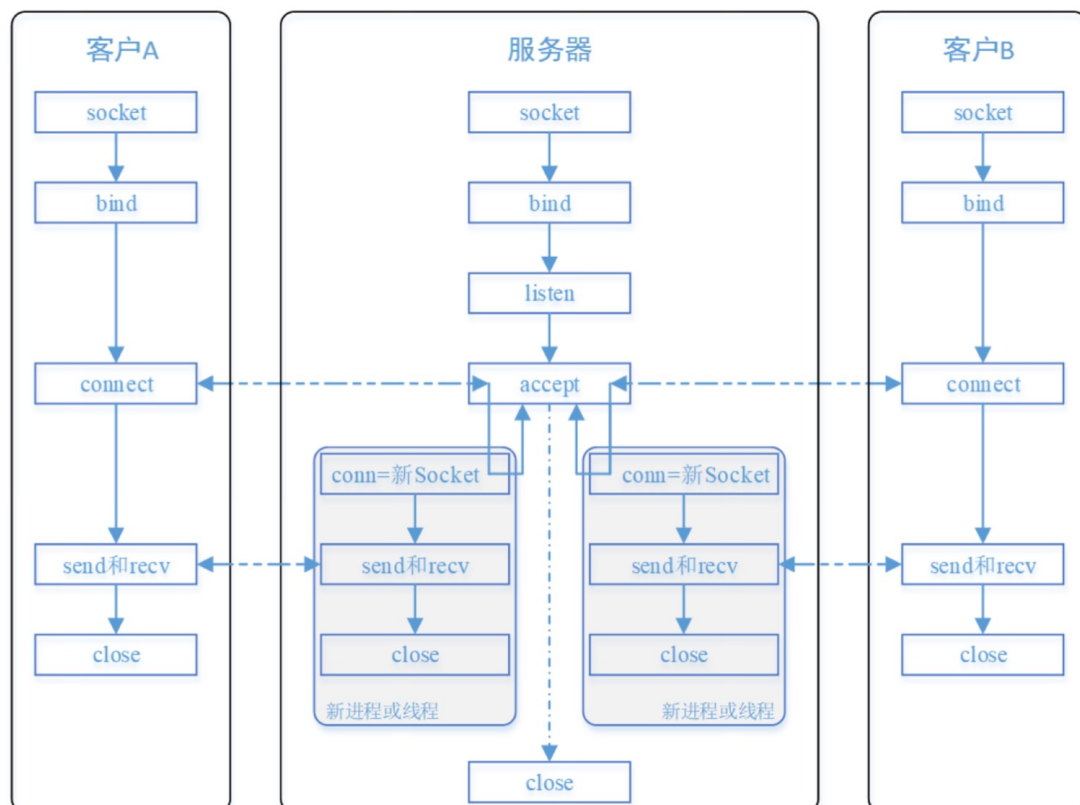 客户A
socket
bind
connect
send和recv
close
服务器
socket
bind
listen
accept
conn=新Socket
send和recv
close
新进程或线程
conn=新Socket
send和recv
close
新进程或线程
close
客户B
socket
bind
connect
send和recv
close